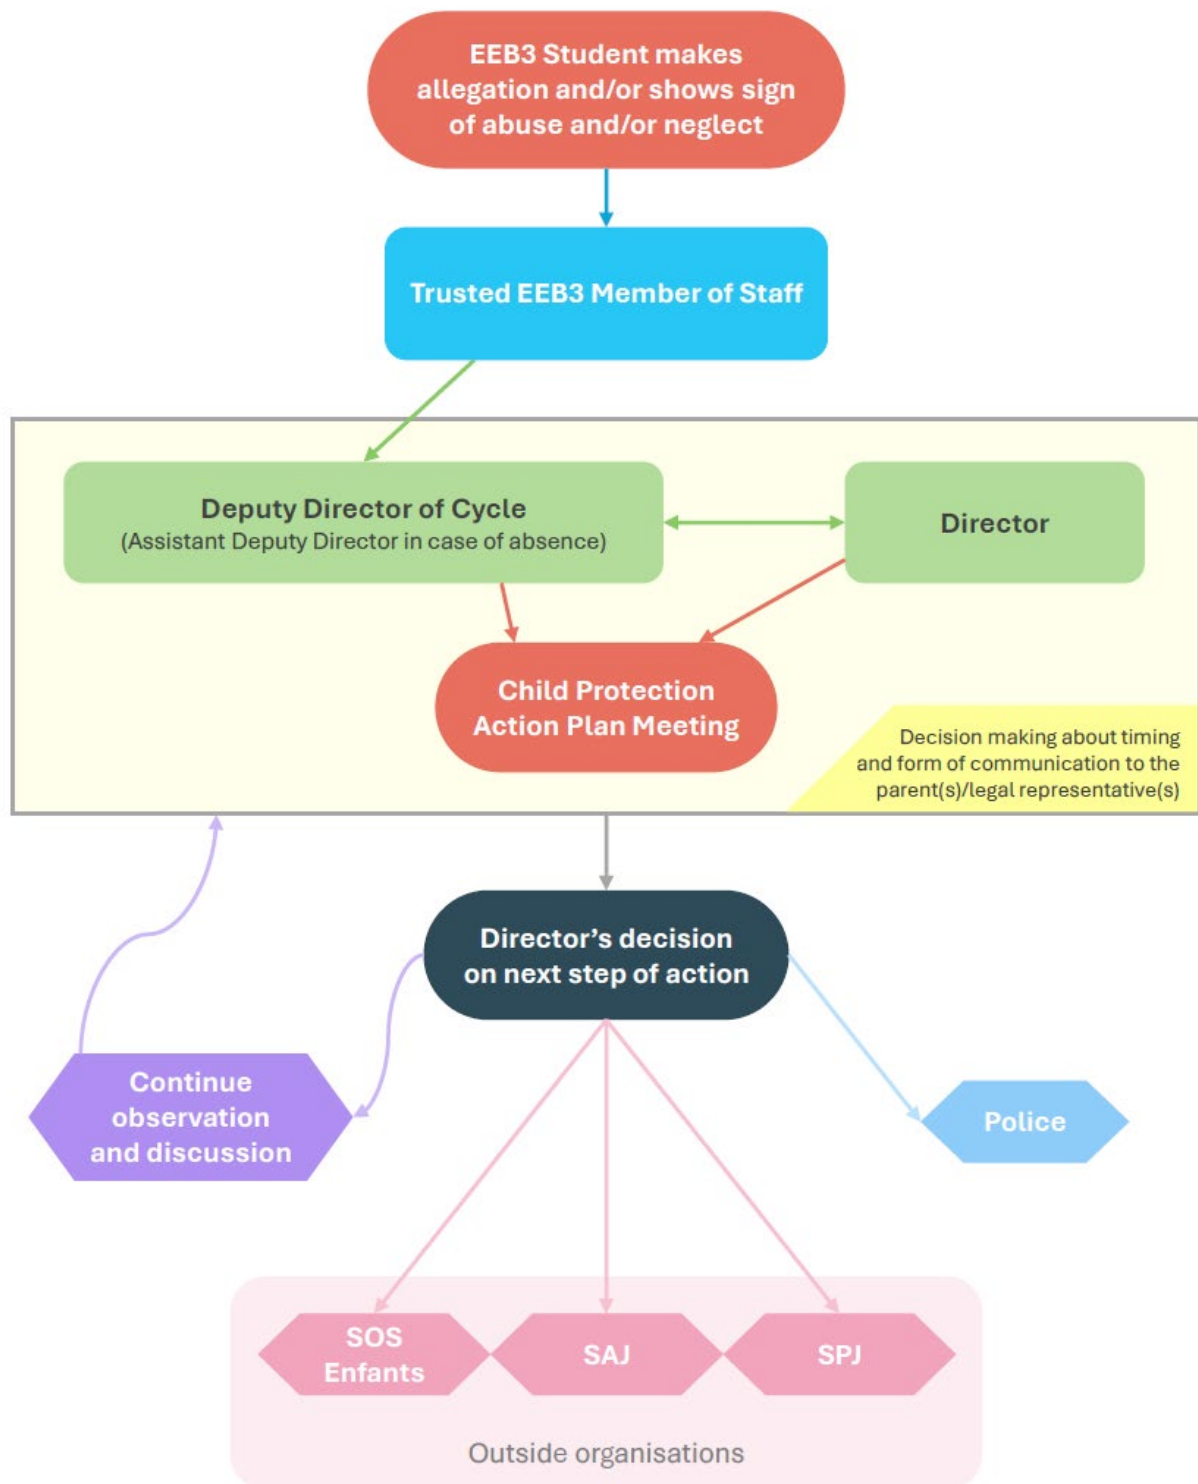 EEB3 Student makes
allegation and/or shows sign
of abuse and/or neglect
Trusted EEB3 Member of Staff
Deputy Director of Cycle
(Assistant Deputy Director in case of absence)
Director
Child Protection
Action Plan Meeting
Decision making about timing
and form of communication to the
parent(s)/legal representative(s)
Director’s decision
on next step of action
Continue
observation
and discussion
Police
SOS
Enfants
SAJ
SPJ
Outside organisations